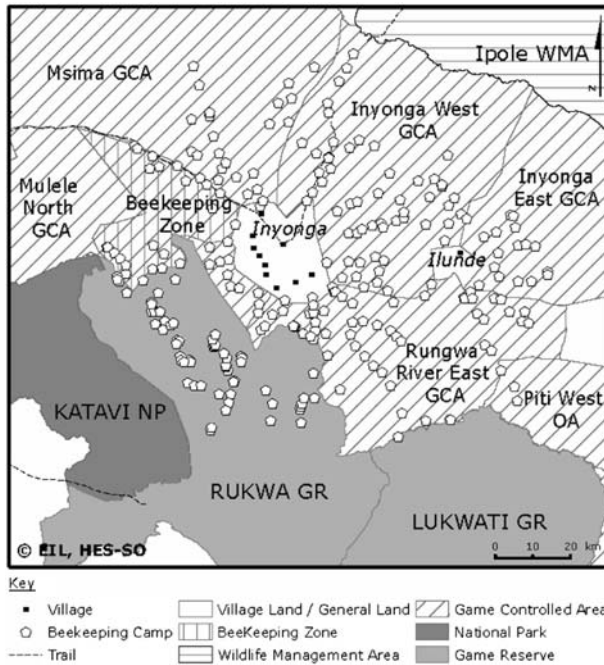 Ipole WMA
Msima GCA
N
Inyonga West
GCA
Inyonga
East GCA
Mulele
North
GCA
Beekeeping
Zone
Inyonga
Ilunde
Rungwa
River East
GCA
Piti West
OA
KATAVI NP
RUKWA GR
LUKWATI GR
© EIL, HES-SO
0 10 20 km
Key
Village
Village Land / General Land
Game Controlled Area
Beekeeping Camp
BeeKeeping Zone
National Park
Trail
Wildlife Management Area
Game Reserve